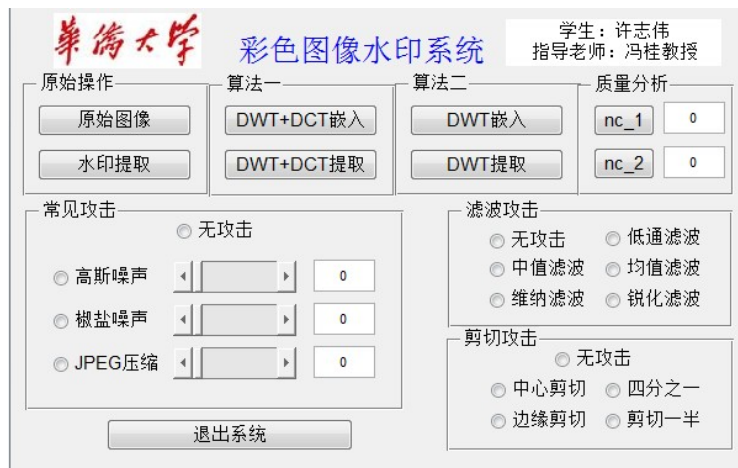 華僑大学
彩色图像水印系统
学生：许志伟
指导老师：冯桂教授
原始操作
原始图像
水印提取
算法一
DWT+DCT嵌入
DWT+DCT提取
算法二
DWT嵌入
DWT提取
质量分析
nc_1 0
nc_2 0
常见攻击
无攻击
高斯噪声 0
椒盐噪声 0
JPEG压缩 0
退出系统
滤波攻击
无攻击 低通滤波
中值滤波 均值滤波
维纳滤波 锐化滤波
剪切攻击
无攻击
中心剪切 四分之一
边缘剪切 剪切一半